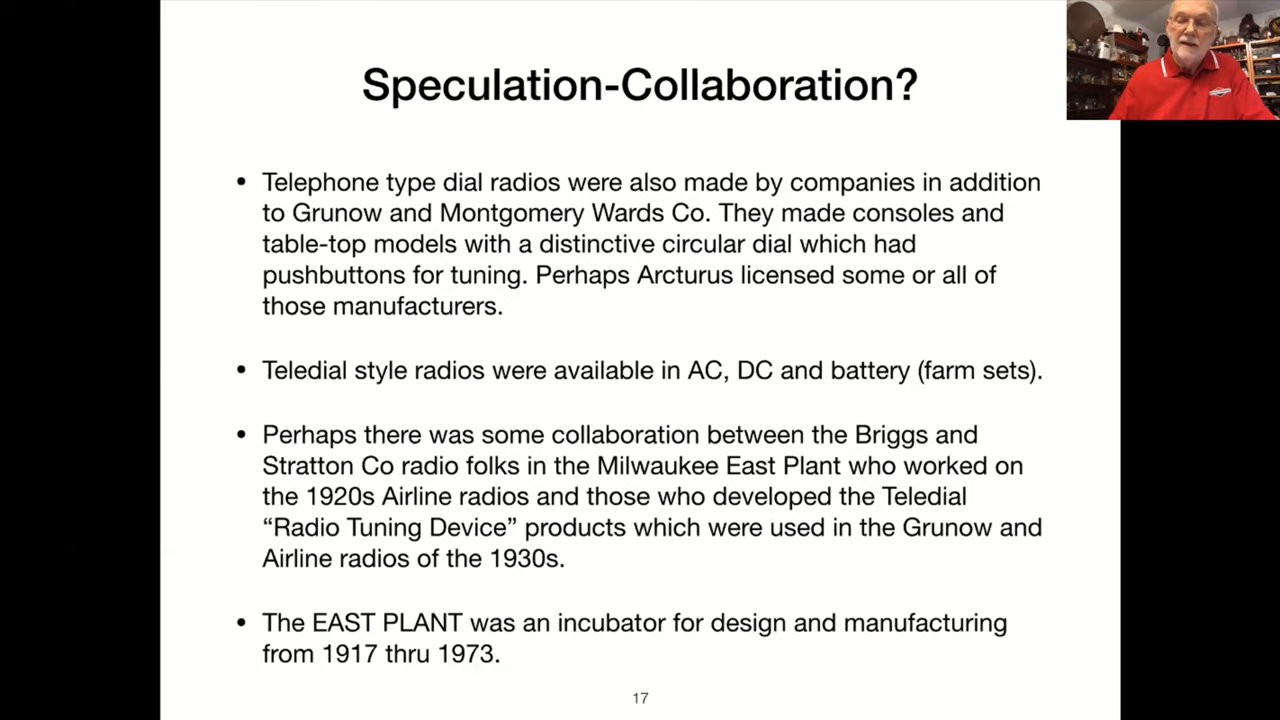 Speculation-Collaboration?
• Telephone type dial radios were also made by companies in addition
to Grunow and Montgomery Wards Co. They made consoles and
table-top models with a distinctive circular dial which had
pushbuttons for tuning. Perhaps Arcturus licensed some or all of
those manufacturers.
• Teledial style radios were available in AC, DC and battery (farm sets).
• Perhaps there was some collaboration between the Briggs and
Stratton Co radio folks in the Milwaukee East Plant who worked on
the 1920s Airline radios and those who developed the Teledial
“Radio Tuning Device” products which were used in the Grunow and
Airline radios of the 1930s.
• The EAST PLANT was an incubator for design and manufacturing
from 1917 thru 1973.
17